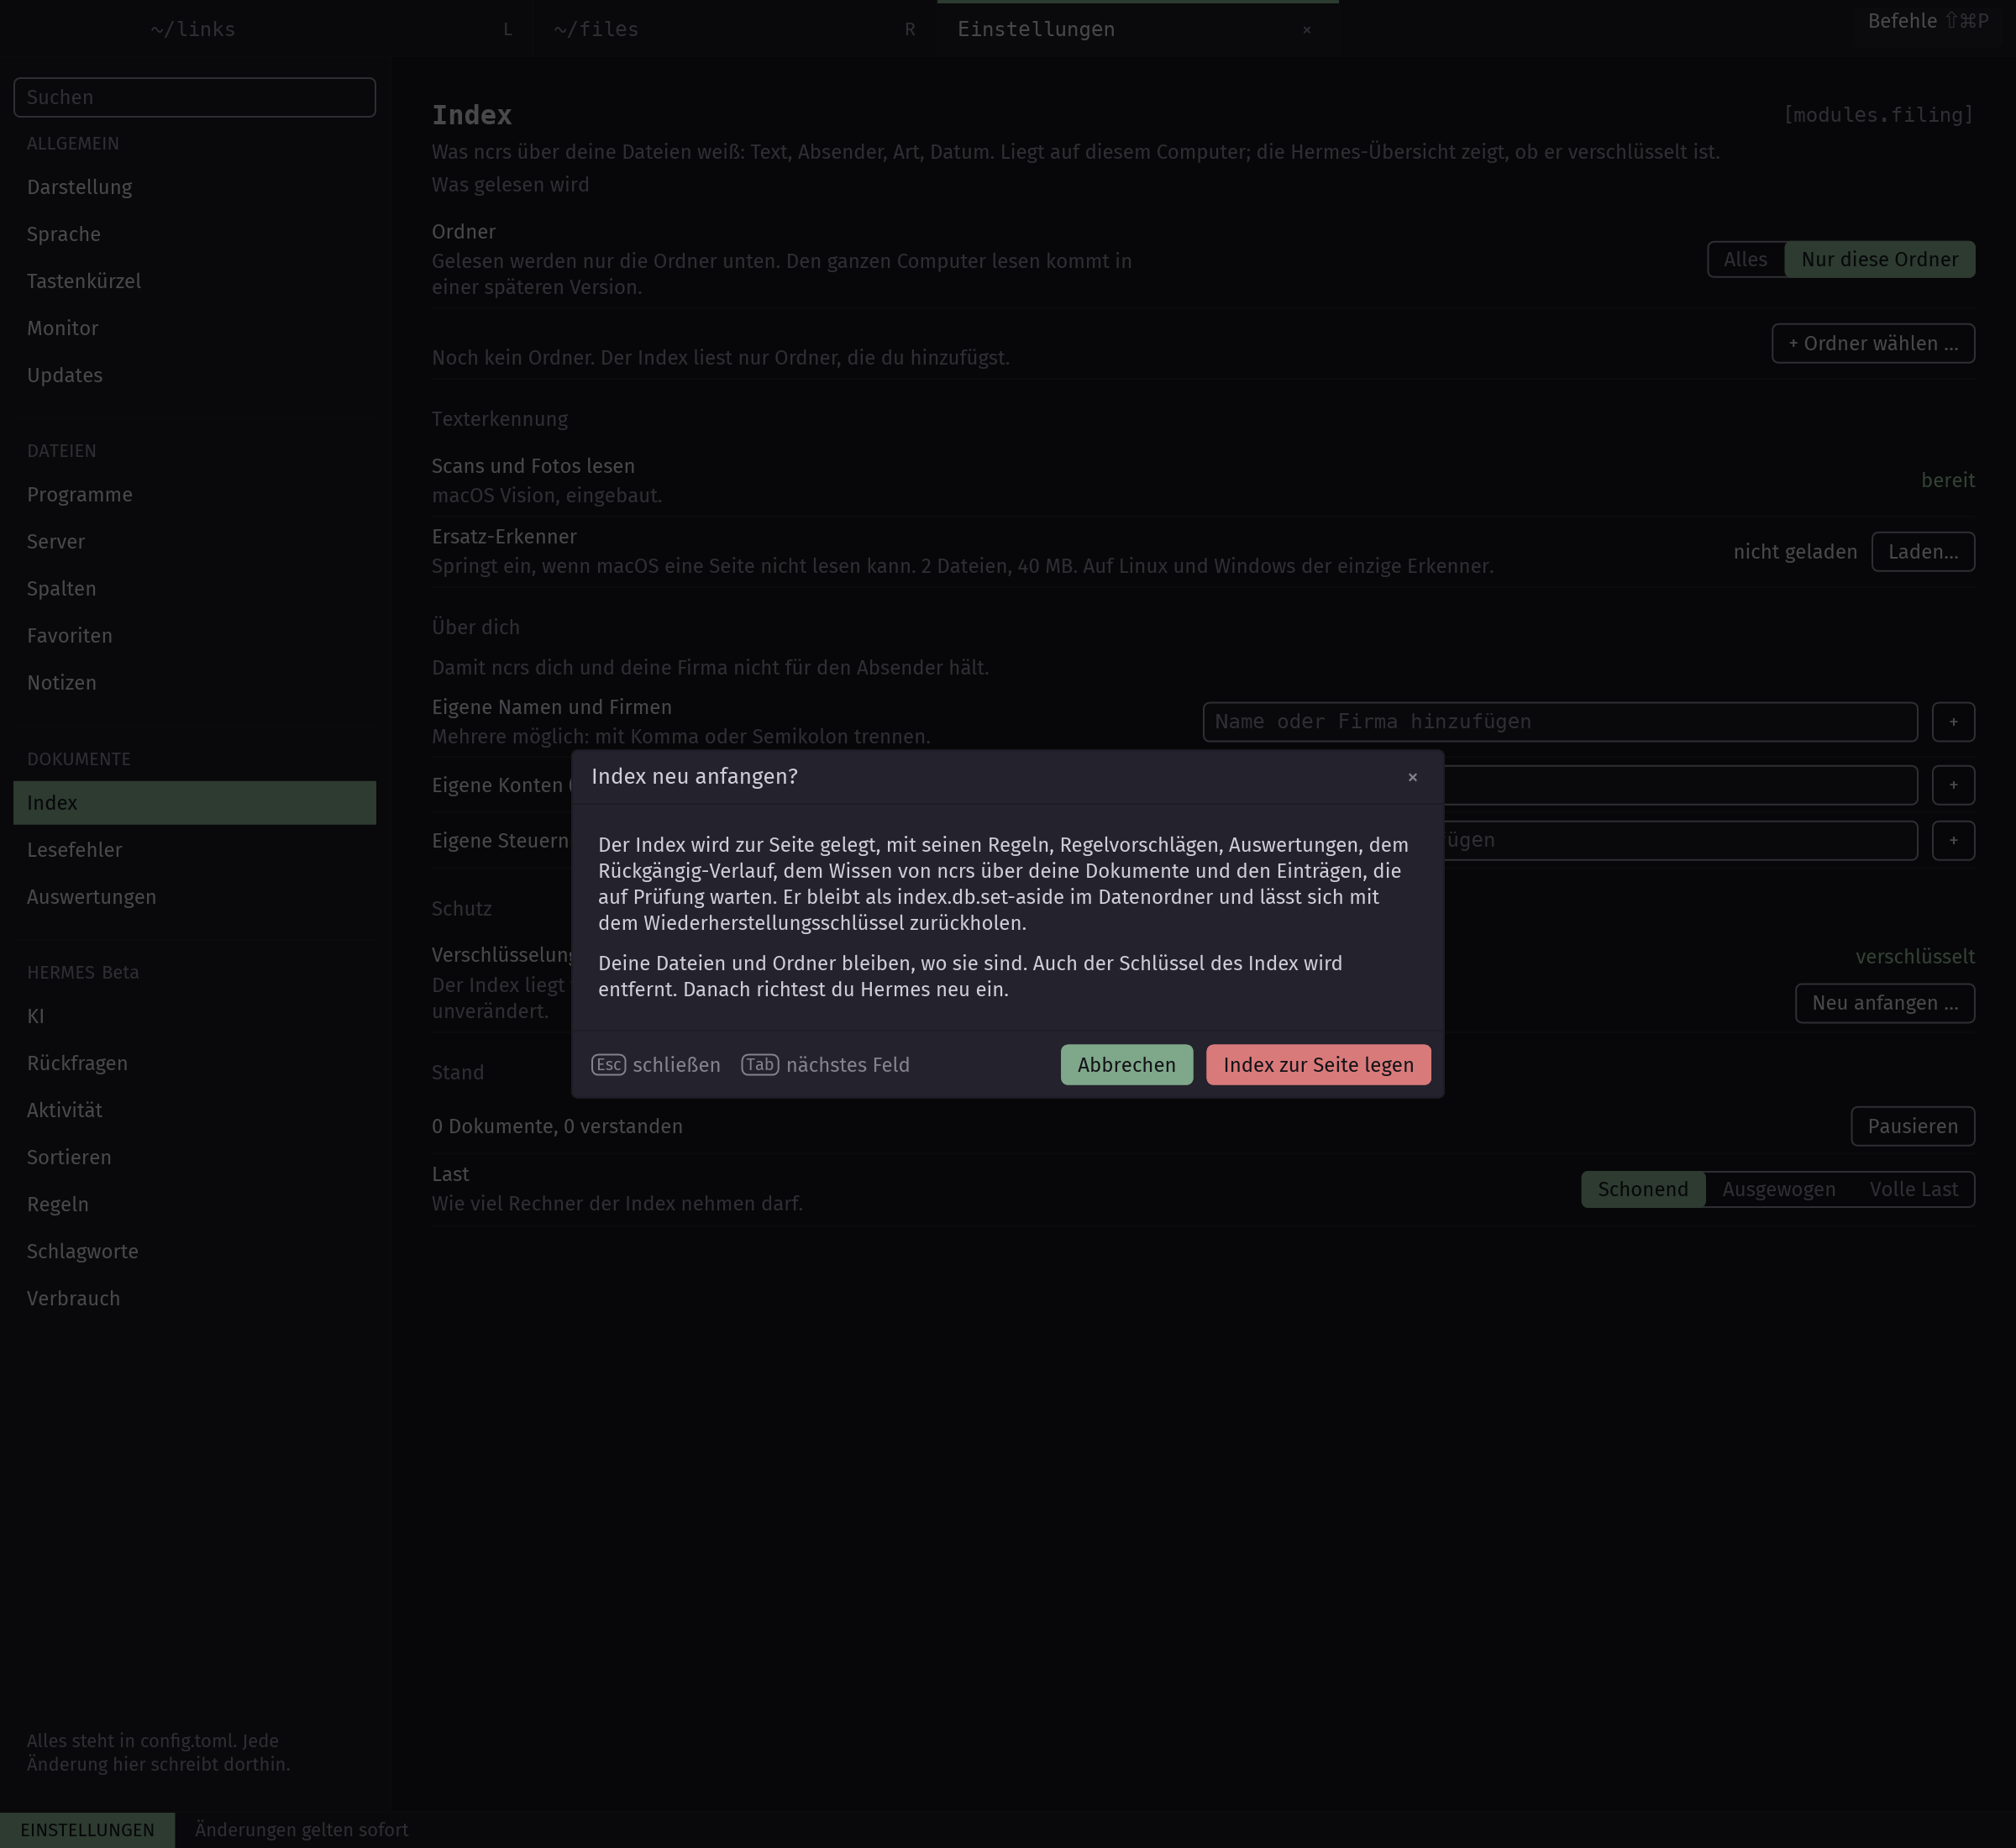 ~/links L ~/files R Einstellungen × Befehle ⇧⌘P
Suchen
ALLGEMEIN
Darstellung
Sprache
Tastenkürzel
Monitor
Updates
DATEIEN
Programme
Server
Spalten
Favoriten
Notizen
DOKUMENTE
Index
Lesefehler
Auswertungen
HERMES Beta
KI
Rückfragen
Aktivität
Sortieren
Regeln
Schlagworte
Verbrauch
Alles steht in config.toml. Jede
Änderung hier schreibt dorthin.
Index [modules.filing]
Was ncrs über deine Dateien weiß: Text, Absender, Art, Datum. Liegt auf diesem Computer; die Hermes-Übersicht zeigt, ob er verschlüsselt ist.
Was gelesen wird
Ordner
Gelesen werden nur die Ordner unten. Den ganzen Computer lesen kommt in
einer späteren Version.
Alles Nur diese Ordner
Noch kein Ordner. Der Index liest nur Ordner, die du hinzufügst.
+ Ordner wählen ...
Texterkennung
Scans und Fotos lesen
macOS Vision, eingebaut.
bereit
Ersatz-Erkenner
Springt ein, wenn macOS eine Seite nicht lesen kann. 2 Dateien, 40 MB. Auf Linux und Windows der einzige Erkenner.
nicht geladen Laden...
Über dich
Damit ncrs dich und deine Firma nicht für den Absender hält.
Eigene Namen und Firmen
Mehrere möglich: mit Komma oder Semikolon trennen.
Name oder Firma hinzufügen +
Eigene Konten +
Eigene Steuern ügen +
Schutz
Verschlüsselung
Der Index liegt
unverändert.
verschlüsselt
Neu anfangen ...
Stand
0 Dokumente, 0 verstanden
Pausieren
Last
Wie viel Rechner der Index nehmen darf.
Schonend Ausgewogen Volle Last
Index neu anfangen? ×
Der Index wird zur Seite gelegt, mit seinen Regeln, Regelvorschlägen, Auswertungen, dem
Rückgängig-Verlauf, dem Wissen von ncrs über deine Dokumente und den Einträgen, die
auf Prüfung warten. Er bleibt als index.db.set-aside im Datenordner und lässt sich mit
dem Wiederherstellungsschlüssel zurückholen.
Deine Dateien und Ordner bleiben, wo sie sind. Auch der Schlüssel des Index wird
entfernt. Danach richtest du Hermes neu ein.
Esc schließen Tab nächstes Feld Abbrechen Index zur Seite legen
EINSTELLUNGEN Änderungen gelten sofort